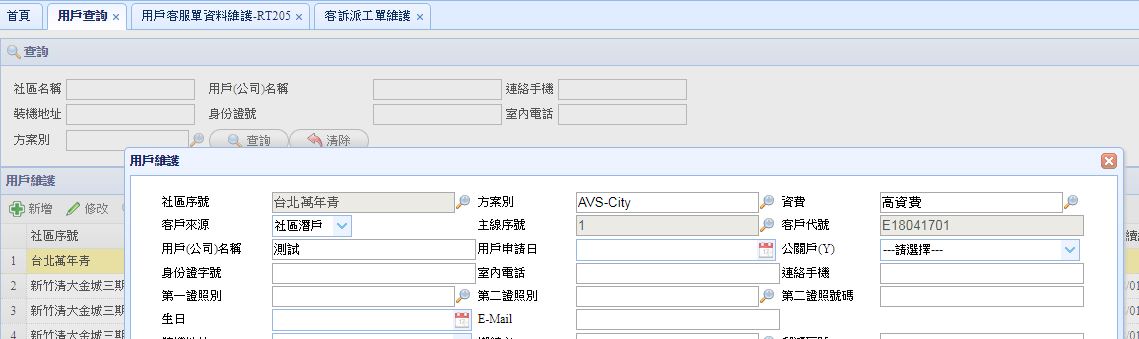 首頁 用戶查詢 用戶客服單資料維護-RT205 客訴派工單維護
查詢
社區名稱 用戶(公司)名稱 連絡手機
裝機地址 身份證號 室內電話
方案別 查詢 清除
用戶維護
用戶維護
新增 修改
社區序號
1 台北萬年青
2 新竹清大金城三期
3 新竹清大金城三期
4 新竹清大金城三期
社區序號 台北萬年青 方案別 AVS-City 資費 高資費
客戶來源 社區潛戶 主線序號 1 客戶代號 E18041701
用戶(公司)名稱 測試 用戶申請日 公關戶(Y) ---請選擇---
身份證字號 室內電話 連絡手機
第一證照別 第二證照別 第二證照號碼
生日 E-Mail